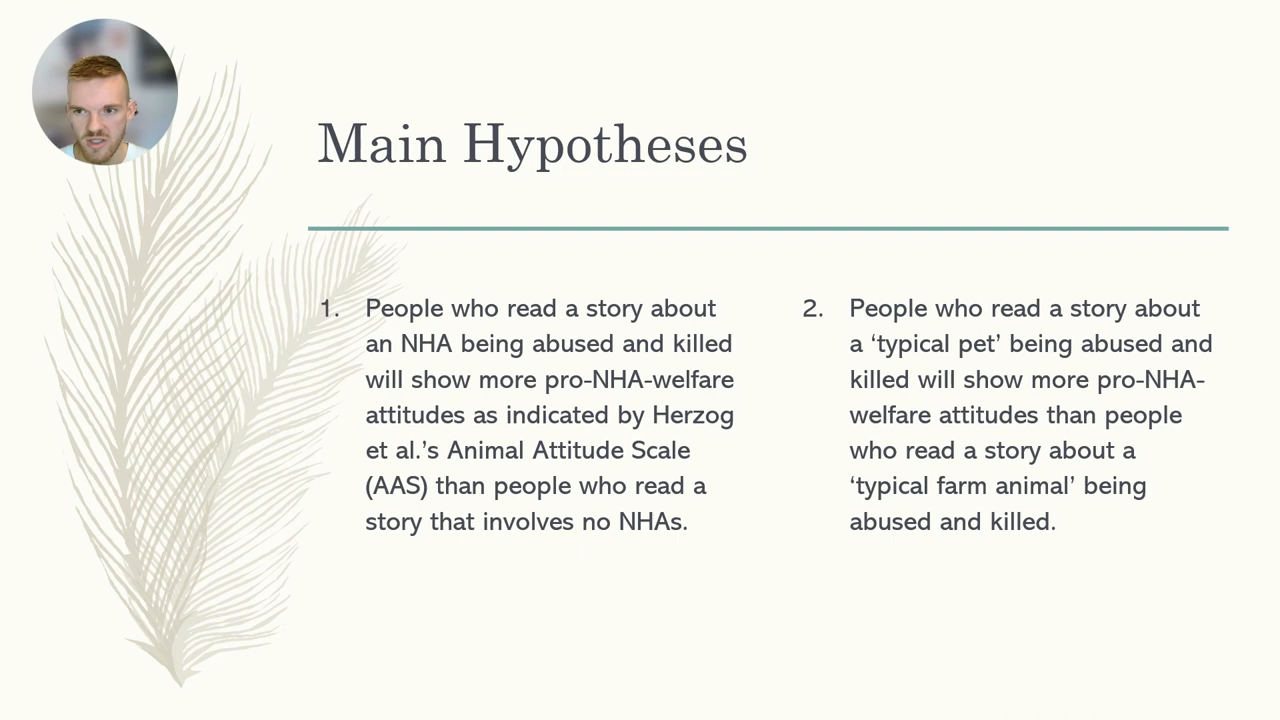 Main Hypotheses
1. People who read a story about
an NHA being abused and killed
will show more pro-NHA-welfare
attitudes as indicated by Herzog
et al.’s Animal Attitude Scale
(AAS) than people who read a
story that involves no NHAs.
2. People who read a story about
a ‘typical pet’ being abused and
killed will show more pro-NHA-
welfare attitudes than people
who read a story about a
‘typical farm animal’ being
abused and killed.